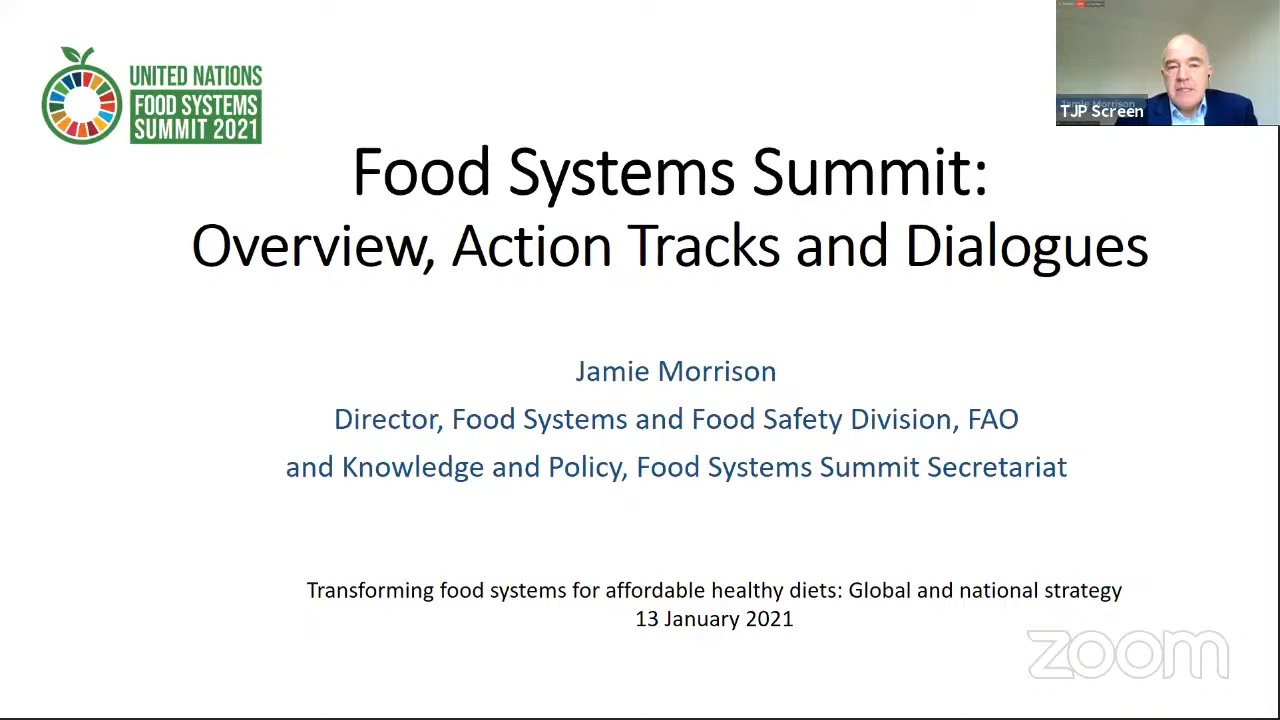 UNITED NATIONS
FOOD SYSTEMS
SUMMIT 2021
Jamie Morrison
TJP Screen
Food Systems Summit:
Overview, Action Tracks and Dialogues
Jamie Morrison
Director, Food Systems and Food Safety Division, FAO
and Knowledge and Policy, Food Systems Summit Secretariat
Transforming food systems for affordable healthy diets: Global and national strategy
13 January 2021
zoom